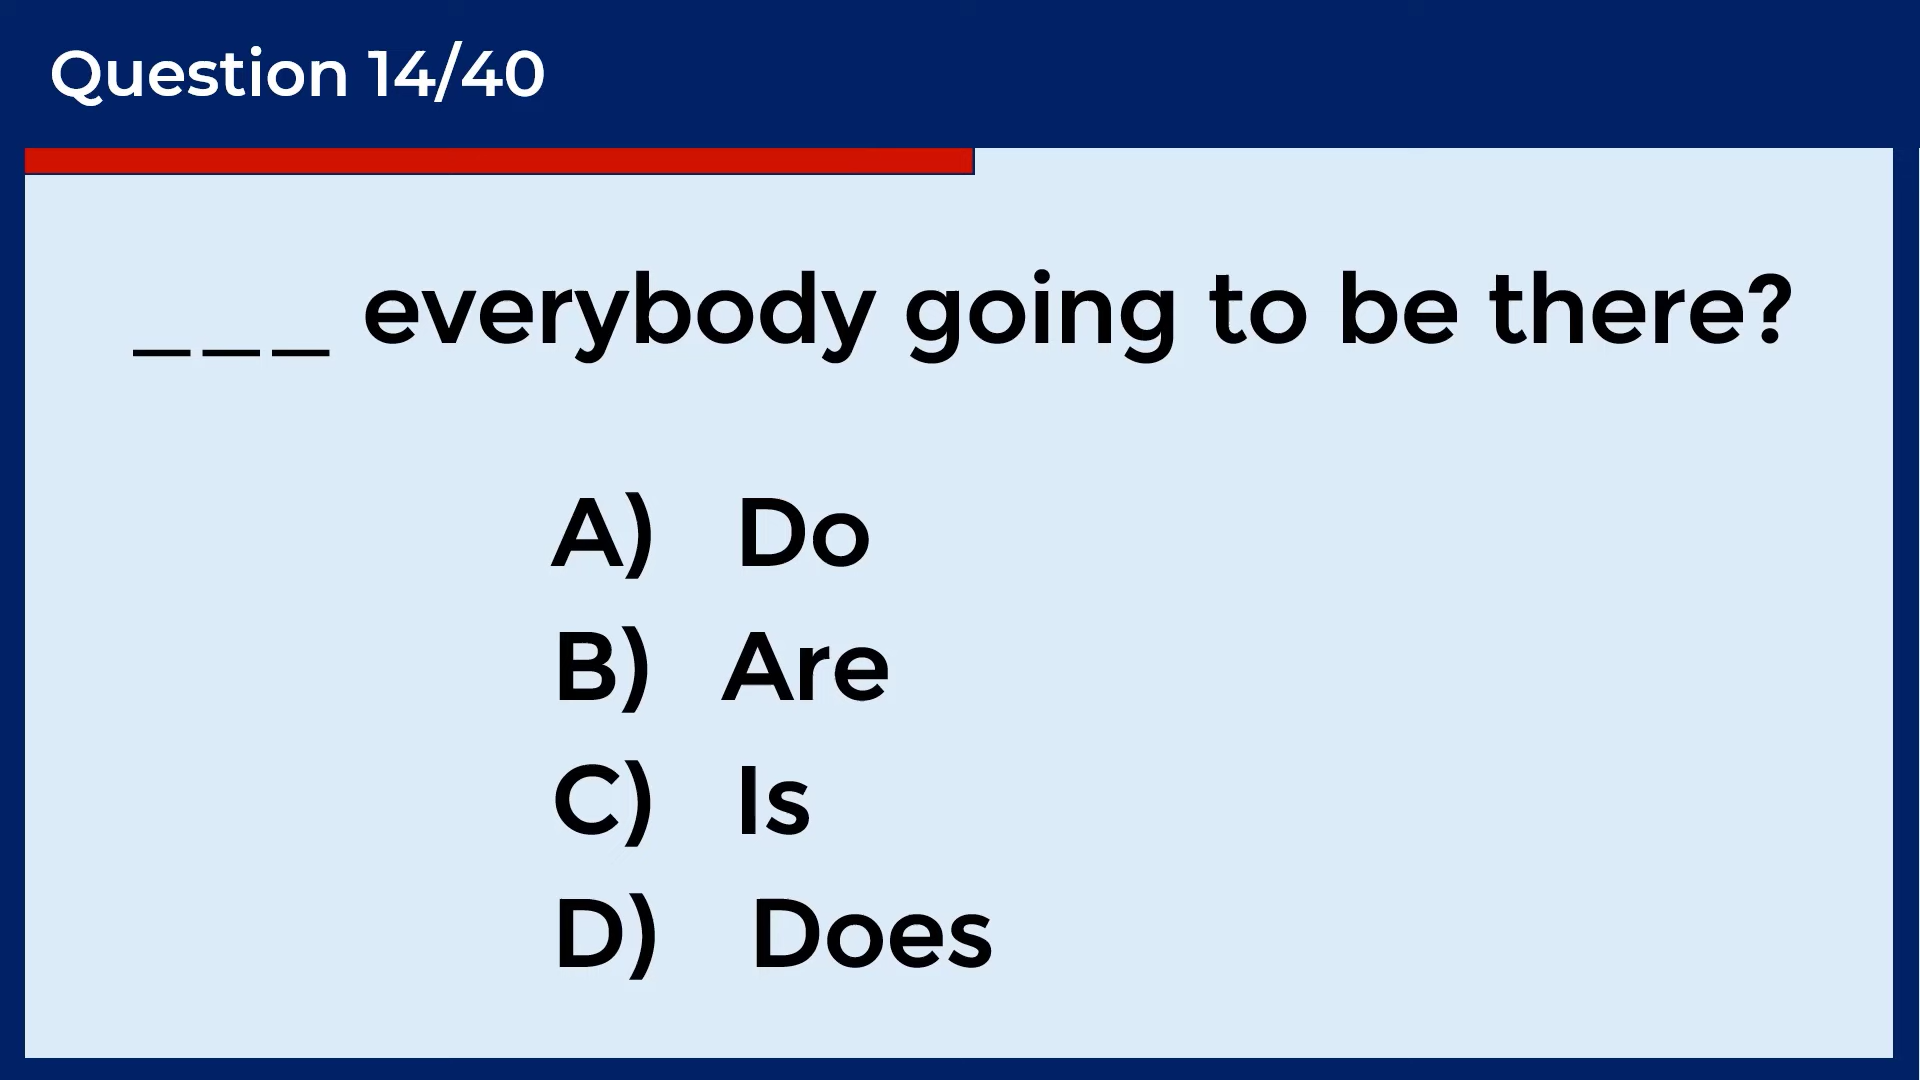 Question 14/40
___ everybody going to be there?
A) Do
B) Are
C) Is
D) Does